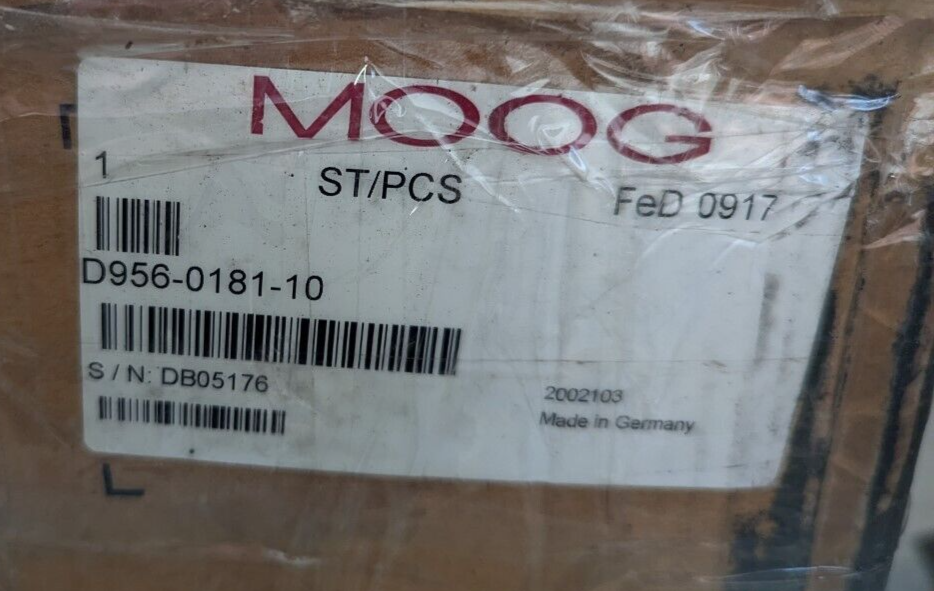 MOOG
1
ST/PCS
FeD 0917
D956-0181-10
S / N: DB05176
2002103
Made in Germany